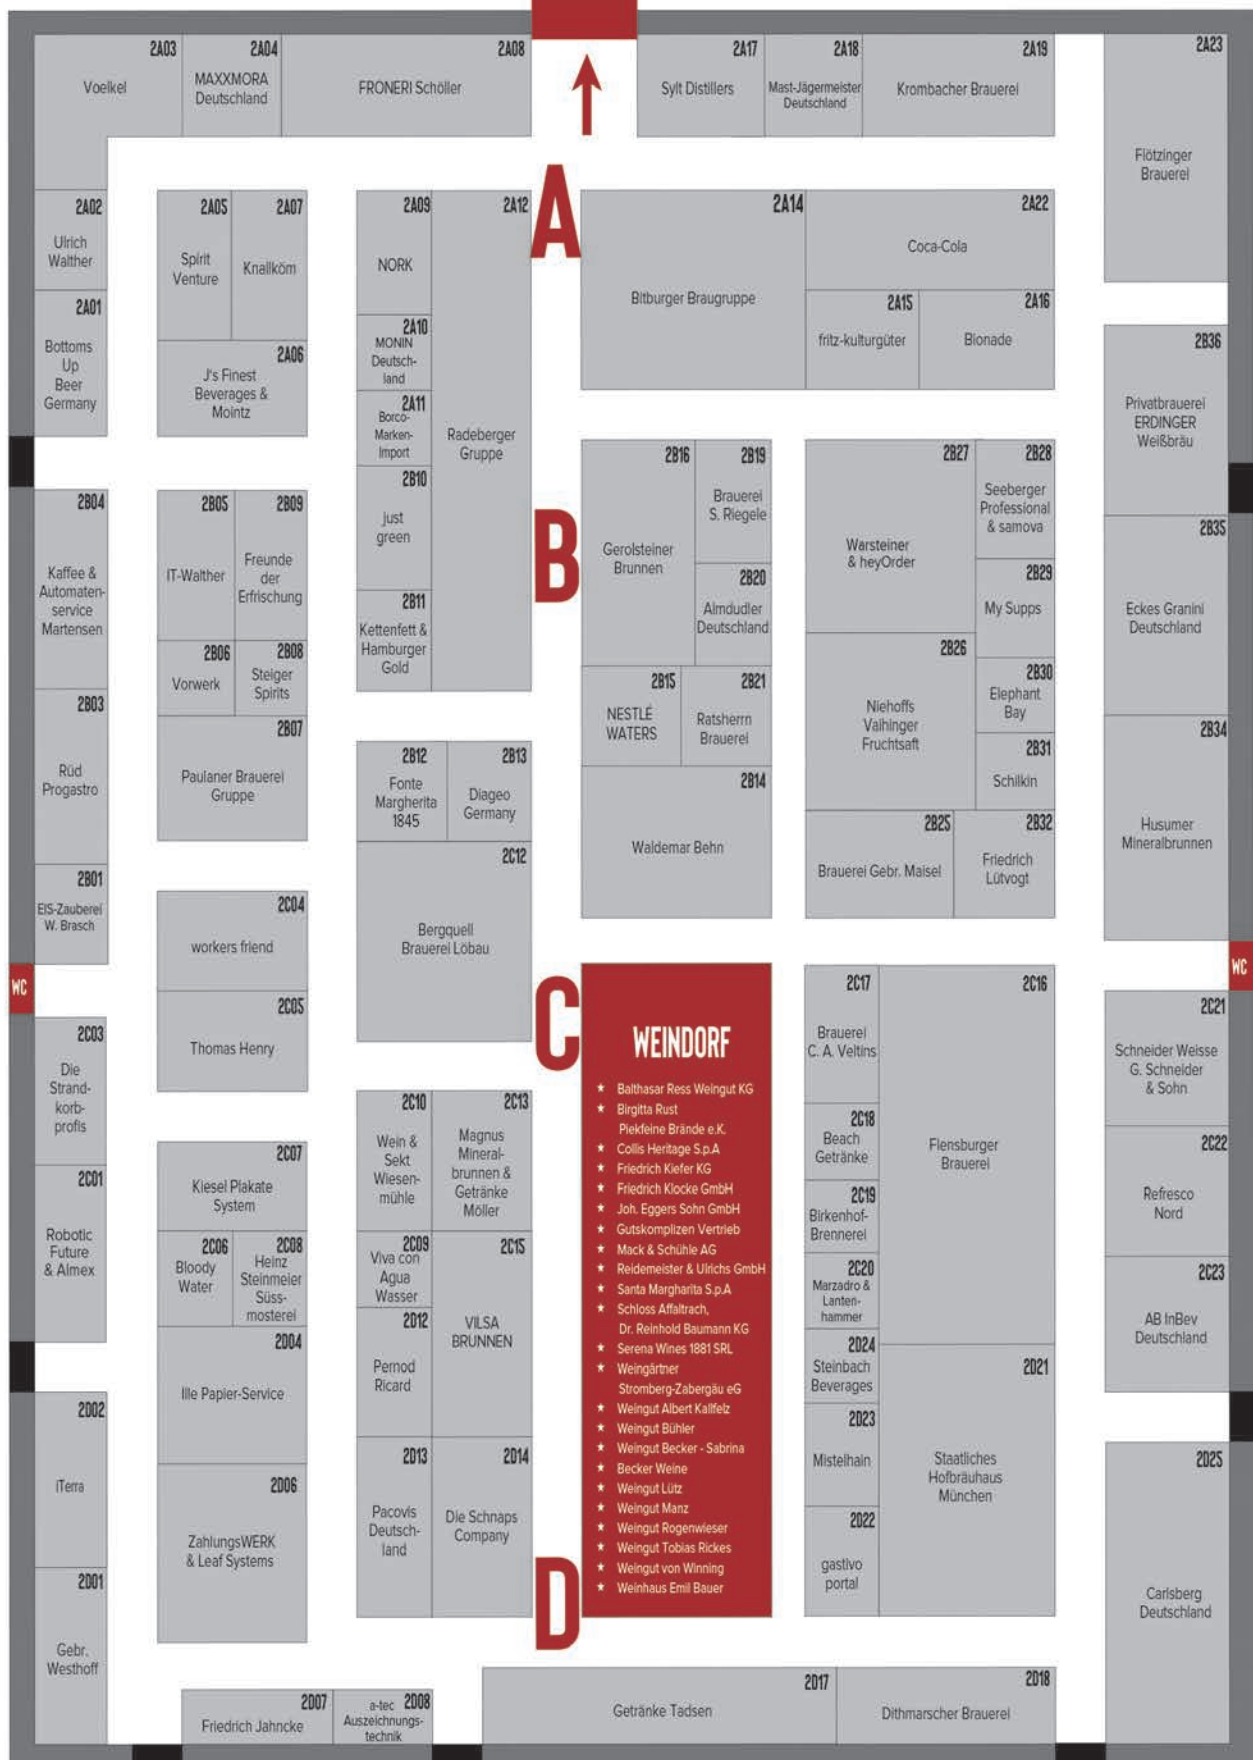 2A03
Voelkel
2A04
MAXXMORA
Deutschland
2A08
FRONERI Schöller
2A17
Sylt Distillers
2A18
Mast-Jägermeister
Deutschland
2A19
Krombacher Brauerei
2A23
Flötzinger
Brauerei
A
2A02
Ulrich
Walther
2A01
Bottoms
Up
Beer
Germany
2A05
Spirit
Venture
2A07
Knallköm
2A06
J's Finest
Beverages &
Mointz
2A09
NORK
2A10
MONIN
Deutsch-
land
2A11
Borco-
Marken-
Import
2B10
just
green
2B11
Kettenfett &
Hamburger
Gold
2A12
Radeberger
Gruppe
2A14
Bitburger Braugruppe
2A22
Coca-Cola
2A15
fritz-kulturgüter
2A16
Bionade
2B36
Privatbrauerei
ERDINGER
Weißbräu
B
2B04
Kaffee &
Automaten-
service
Martensen
2B03
Rüd
Progastro
2B01
EIS-Zauberei
W. Brasch
2B05
IT-Walther
2B09
Freunde
der
Erfrischung
2B06
Vorwerk
2B08
Steiger
Spirits
2B07
Paulaner Brauerei
Gruppe
2B12
Fonte
Margherita
1845
2B13
Diageo
Germany
2C12
Bergquell
Brauerei Löbau
2B16
Gerolsteiner
Brunnen
2B19
Brauerei
S. Riegele
2B20
Almdudler
Deutschland
2B15
NESTLÉ
WATERS
2B21
Ratsherrn
Brauerei
2B14
Waldemar Behn
2B27
Warsteiner
& heyOrder
2B28
Seeberger
Professional
& samova
2B29
My Supps
2B26
Niehoffs
Vaihinger
Fruchtsaft
2B30
Elephant
Bay
2B31
Schilkin
2B25
Brauerei Gebr. Maisel
2B32
Friedrich
Lütvogt
2B35
Eckes Granini
Deutschland
2B34
Husumer
Mineralbrunnen
WC
WC
C
2C04
workers friend
2C05
Thomas Henry
2C03
Die
Strand-
korb-
profis
2C01
Robotic
Future
& Almex
2C07
Kiesel Plakate
System
2C06
Bloody
Water
2C08
Heinz
Steinmeier
Süss-
mosterei
2D04
Ille Papier-Service
2D06
ZahlungsWERK
& Leaf Systems
2C10
Wein &
Sekt
Wiesen-
mühle
2C13
Magnus
Mineral-
brunnen &
Getränke
Möller
2C09
Viva con
Agua
Wasser
2C15
VILSA
BRUNNEN
2D12
Pernod
Ricard
2D13
Pacovis
Deutsch-
land
2D14
Die Schnaps
Company
WEINDORF
★ Balthasar Ress Weingut KG
★ Birgitta Rust
Piekfeine Brände e.K.
★ Collis Heritage S.p.A
★ Friedrich Kiefer KG
★ Friedrich Klocke GmbH
★ Joh. Eggers Sohn GmbH
★ Gutskomplizen Vertrieb
★ Mack & Schühle AG
★ Reidemeister & Ulrichs GmbH
★ Santa Margharita S.p.A
★ Schloss Affaltrach,
Dr. Reinhold Baumann KG
★ Serena Wines 1881 SRL
★ Weingärtner
Stromberg-Zabergäu eG
★ Weingut Albert Kallfelz
★ Weingut Bühler
★ Weingut Becker - Sabrina
★ Becker Weine
★ Weingut Lütz
★ Weingut Manz
★ Weingut Rogenwieser
★ Weingut Tobias Rickes
★ Weingut von Winning
★ Weinhaus Emil Bauer
2C17
Brauerei
C. A. Veltins
2C16
Flensburger
Brauerei
2C18
Beach
Getränke
2C19
Birkenhof-
Brennerei
2C20
Marzadro &
Lanten-
hammer
2D24
Steinbach
Beverages
2D23
Mistelhain
2D22
gastivo
portal
2D21
Staatliches
Hofbräuhaus
München
2C21
Schneider Weisse
G. Schneider
& Sohn
2C22
Refresco
Nord
2C23
AB InBev
Deutschland
2D25
Carlsberg
Deutschland
D
2D02
iTerra
2D01
Gebr.
Westhoff
2D07
Friedrich Jahncke
2D08
a-tec
Auszeichnungs-
technik
2D17
Getränke Tadsen
2D18
Dithmarscher Brauerei